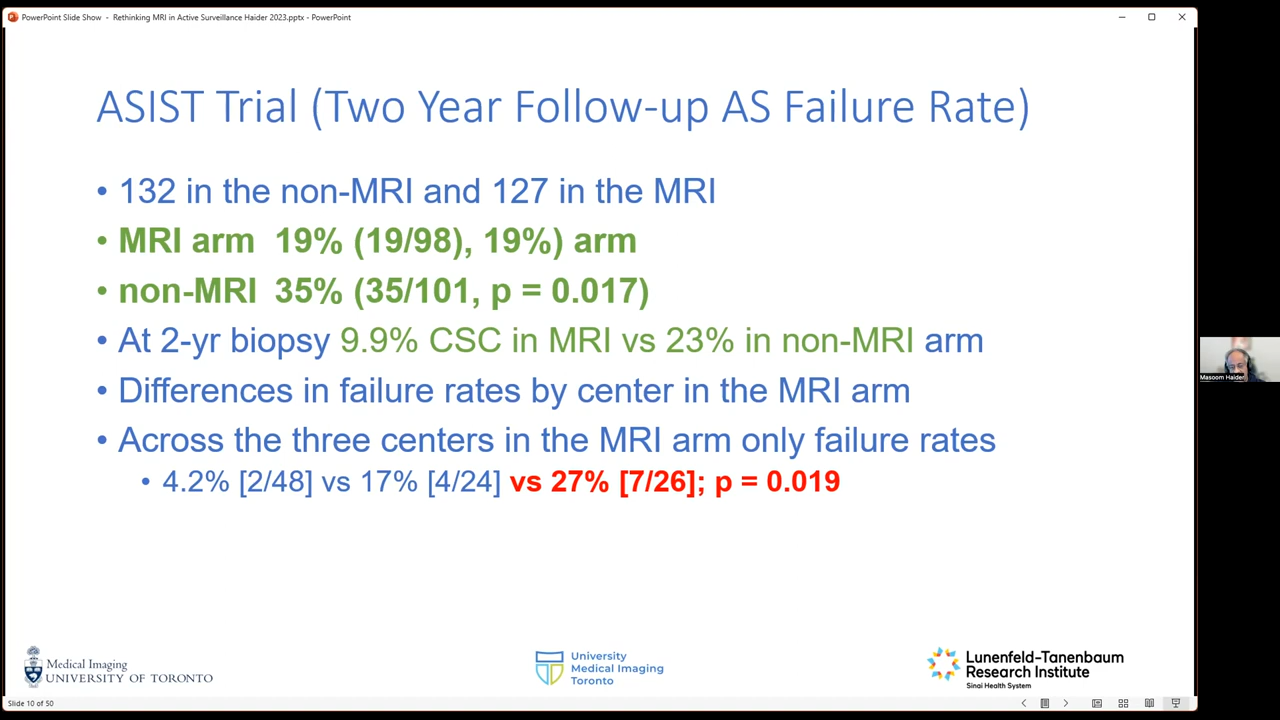 PowerPoint Slide Show - Rethinking MRI in Active Surveillance Haider 2023.pptx - PowerPoint
ASIST Trial (Two Year Follow-up AS Failure Rate)
• 132 in the non-MRI and 127 in the MRI
• MRI arm 19% (19/98), 19%) arm
• non-MRI 35% (35/101, p = 0.017)
• At 2-yr biopsy 9.9% CSC in MRI vs 23% in non-MRI arm
• Differences in failure rates by center in the MRI arm
• Across the three centers in the MRI arm only failure rates
• 4.2% [2/48] vs 17% [4/24] vs 27% [7/26]; p = 0.019
Masoom Haider
Medical Imaging
UNIVERSITY OF TORONTO
University
Medical Imaging
Toronto
Lunenfeld-Tanenbaum
Research Institute
Sinai Health System
Slide 10 of 50